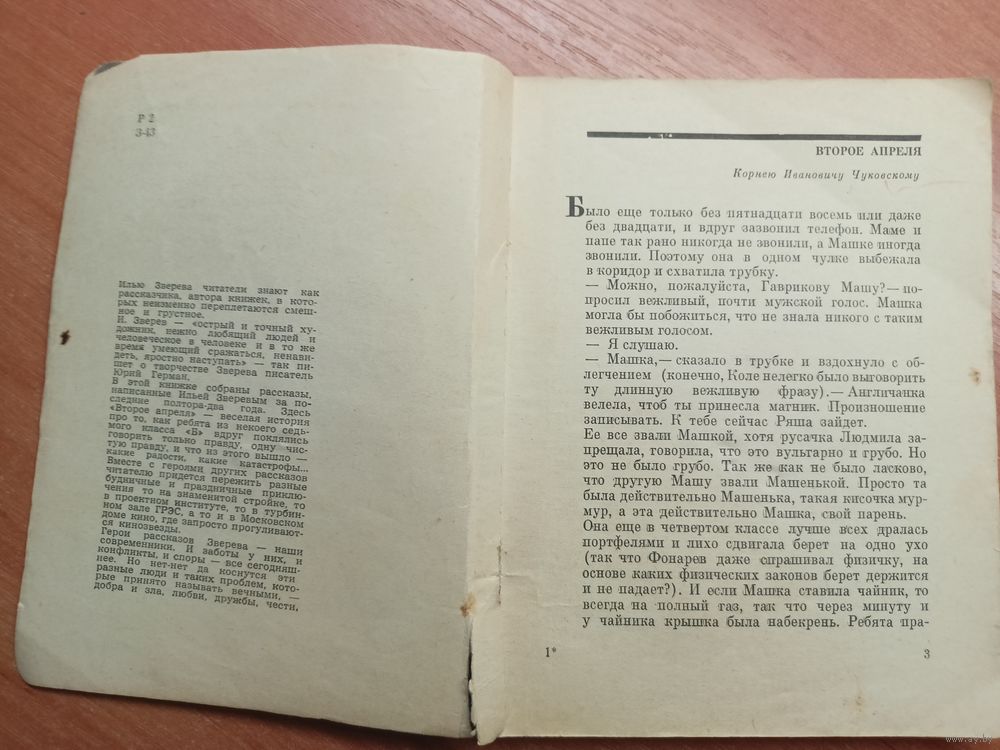 Р 2
З-43
Илью Зверева читатели знают как
рассказчика, автора книжек, в кото-
рых неизменно переплетаются смеш-
ное и грустное.
И. Зверев — «острый и точный ху-
дожник, нежно любящий людей и
человеческое в человеке и в то же
время умеющий сражаться, ненави-
деть, яростно наступать» — так пи-
шет о творчестве Зверева писатель
Юрий Герман.
В этой книжке собраны рассказы,
написанные Ильей Зверевым за по-
следние полтора-два года. Здесь
«Второе апреля» — веселая история
про то, как ребята из некоего седь-
мого класса «Б» вдруг поклялись
говорить только правду, одну чис-
тую правду, и что из этого вышло —
какие радости, какие катастрофы...
Вместе с героями других рассказов
читателю придется пережить разные
будничные и праздничные приклю-
чения то на знаменитой стройке, то
в проектном институте, то в турбин-
ном зале ГРЭС, а то и в Московском
доме кино, где запросто прогуливают-
ся кинозвезды.
Герои рассказов Зверева — наши
современники. И заботы у них, и
конфликты, и споры — все сегодняш-
нее. Но нет-нет да коснутся эти
разные люди и таких проблем, кото-
рые принято называть вечными, —
добра и зла, любви, дружбы, чести,
ВТОРОЕ АПРЕЛЯ
Корнею Ивановичу Чуковскому
Было еще только без пятнадцати восемь или даже
без двадцати, и вдруг зазвонил телефон. Маме и
папе так рано никогда не звонили, а Машке иногда
звонили. Поэтому она в одном чулке выбежала
в коридор и схватила трубку.
— Можно, пожалуйста, Гаврикову Машу?— по-
просил вежливый, почти мужской голос. Машка
могла бы побожиться, что не знала никого с таким
вежливым голосом.
— Я слушаю.
— Машка,— сказало в трубке и вздохнуло с об-
легчением (конечно, Коле нелегко было выговорить
ту длинную вежливую фразу).— Англичанка
велела, чтоб ты принесла магник. Произношение
записывать. К тебе сейчас Ряша зайдет.
Ее все звали Машкой, хотя русачка Людмила за-
прещала, говорила, что это вульгарно и грубо. Но
это не было грубо. Так же как не было ласково,
что другую Машу звали Машенькой. Просто та
была действительно Машенька, такая кисочка мур-
мур, а эта действительно Машка, свой парень.
Она еще в четвертом классе лучше всех дралась
портфелями и лихо сдвигала берет на одно ухо
(так что Фонарев даже спрашивал физичку, на
основе каких физических законов берет держится
и не падает?). И если Машка ставила чайник, то
всегда на полный газ, так что через минуту и
у чайника крышка была набекрень. Ребята пра-
1*
3
www.ay.by